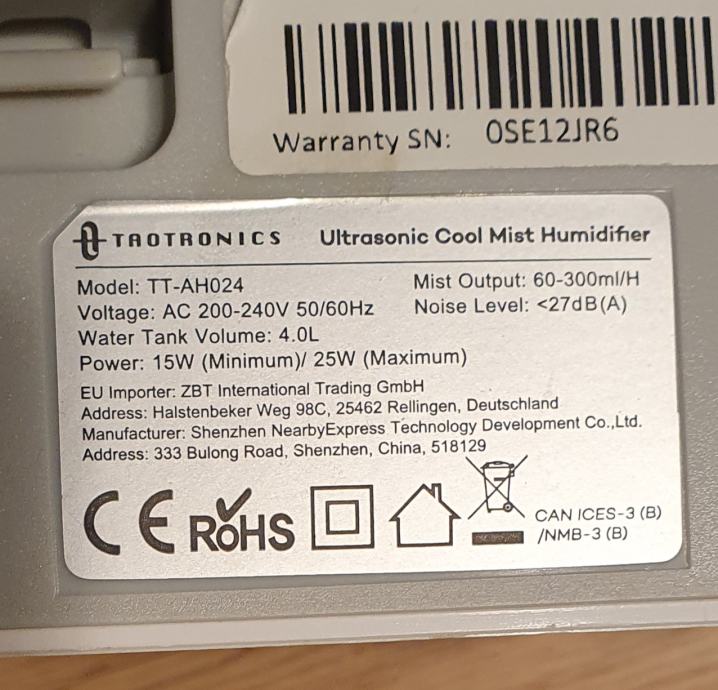 Warranty SN: 0SE12JR6
TAOTRONICS Ultrasonic Cool Mist Humidifier
Model: TT-AH024 Mist Output: 60-300ml/H
Voltage: AC 200-240V 50/60Hz Noise Level: <27dB(A)
Water Tank Volume: 4.0L
Power: 15W (Minimum)/ 25W (Maximum)
EU Importer: ZBT International Trading GmbH
Address: Halstenbeker Weg 98C, 25462 Rellingen, Deutschland
Manufacturer: Shenzhen NearbyExpress Technology Development Co.,Ltd.
Address: 333 Bulong Road, Shenzhen, China, 518129
CE RoHS CAN ICES-3 (B)
/NMB-3 (B)